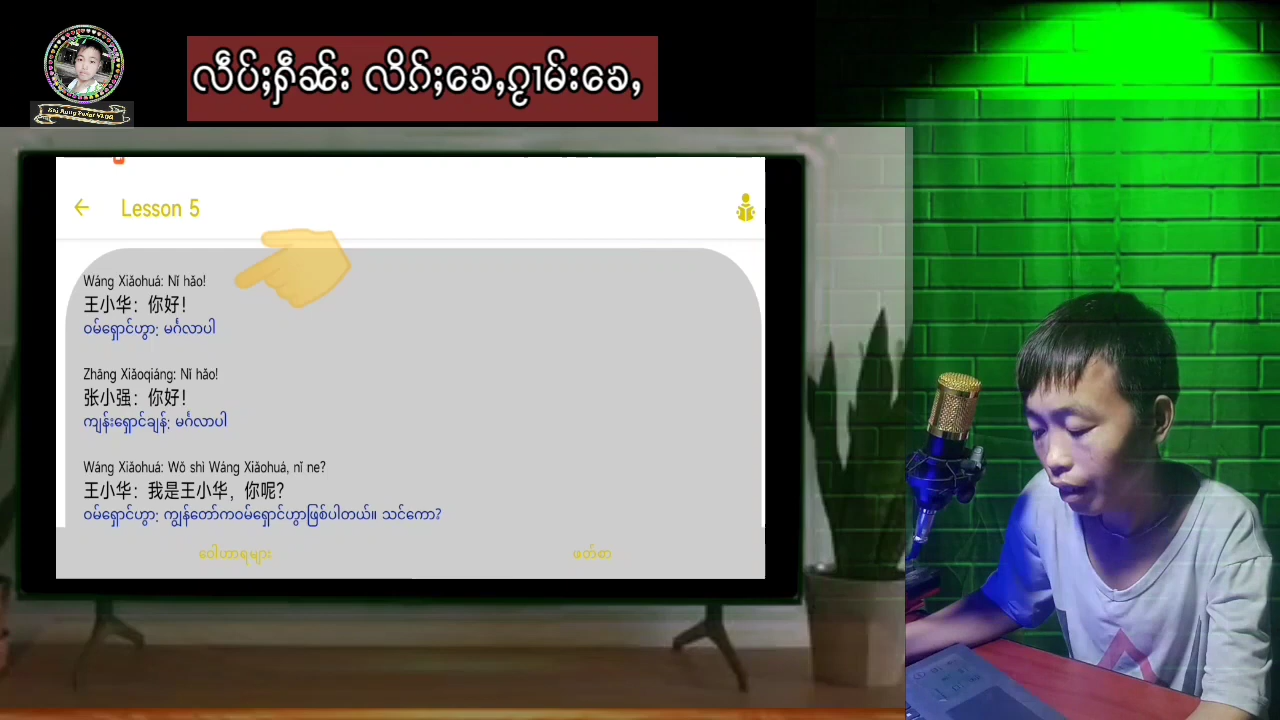 လဵပ်ႈႁဵၼ်း လိၵ်ႈၶေႇၵႂၢမ်းၶေႇ
Lesson 5
Wáng Xiǎohuá: Nǐ hǎo!
王小华：你好！
ဝမ်ရှောင်ဟွာ; မင်္ဂလာပါ
Zhāng Xiǎoqiáng: Nǐ hǎo!
张小强：你好！
ကျန်းရှောင်ချန်; မင်္ဂလာပါ
Wáng Xiǎohuá: Wǒ shì Wáng Xiǎohuá, nǐ ne?
王小华：我是王小华，你呢？
ဝမ်ရှောင်ဟွာ; ကျွန်တော်ကဝမ်ရှောင်ဟွာဖြစ်ပါတယ်။ သင်ကော?
ဝေါဟာရများ
ဖတ်စာ